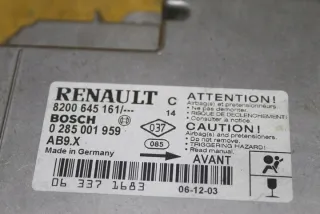 RENAULT C
8200 645 161/--- 14
BOSCH
0 285 001 959
AB9.X
Made in Germany
037
085
ATTENTION!
Airbag(s) et prétensionneurs
- Ne pas démonter.
RISQUE DE DECLENCHEMENT!
- Consulter la notice
CAUTION!
Airbag(s) and pretensioners
- Do not remove.
TRIGGERING HAZARD!
- Read manual.
AVANT
06 337 1683
06-12-03